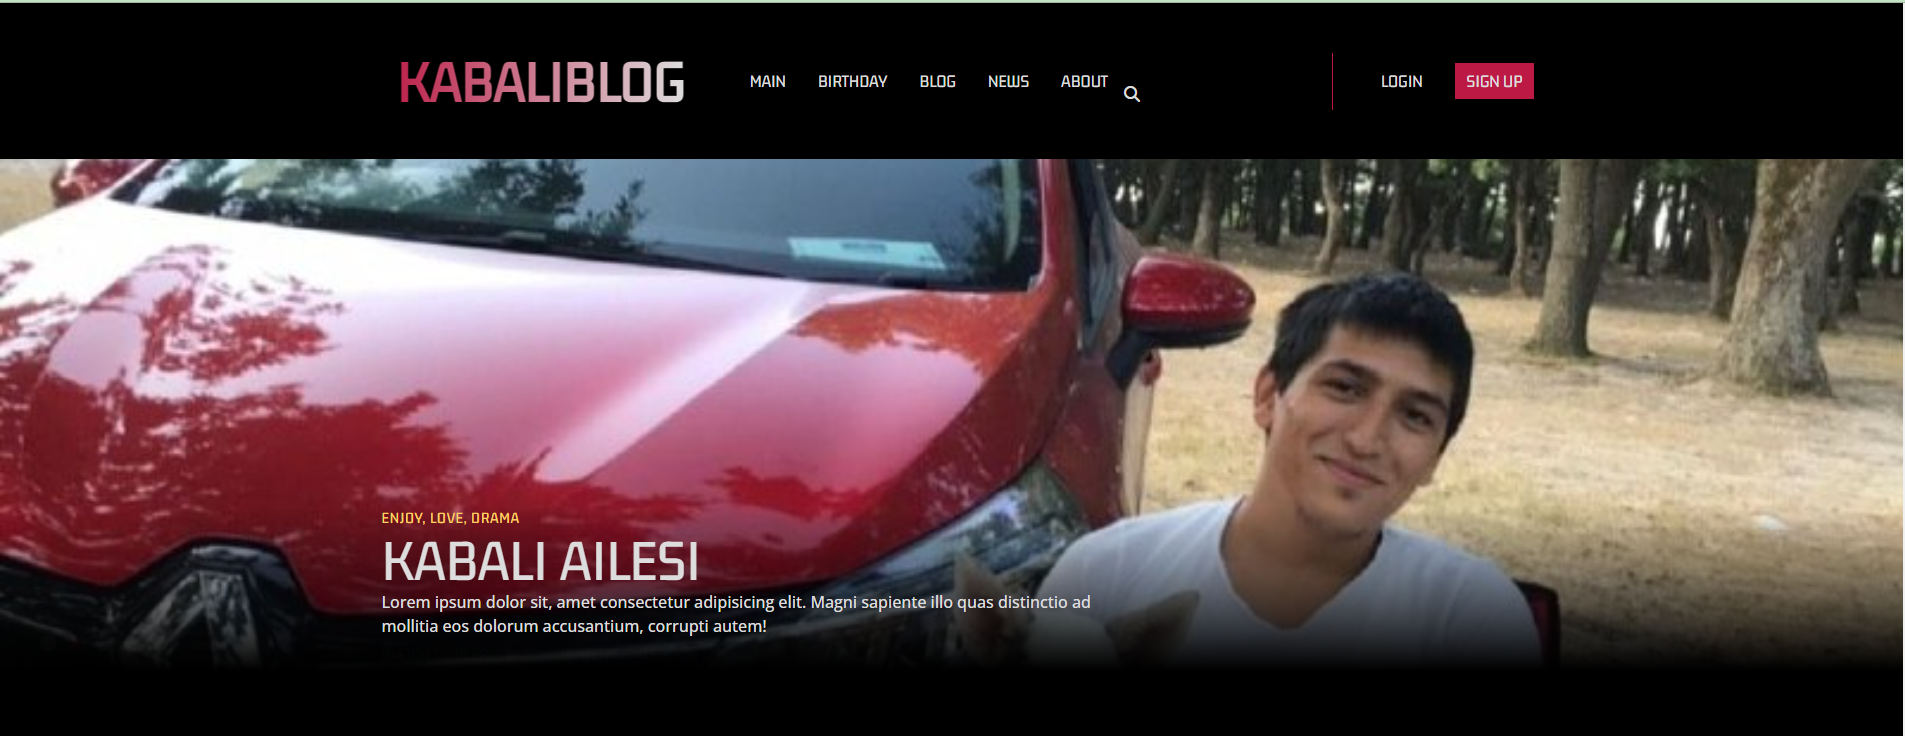 KABALIBLOG
MAIN BIRTHDAY BLOG NEWS ABOUT
LOGIN SIGN UP
ENJOY, LOVE, DRAMA
KABALI AILESI
Lorem ipsum dolor sit, amet consectetur adipisicing elit. Magni sapiente illo quas distinctio ad
mollitia eos dolorum accusantium, corrupti autem!